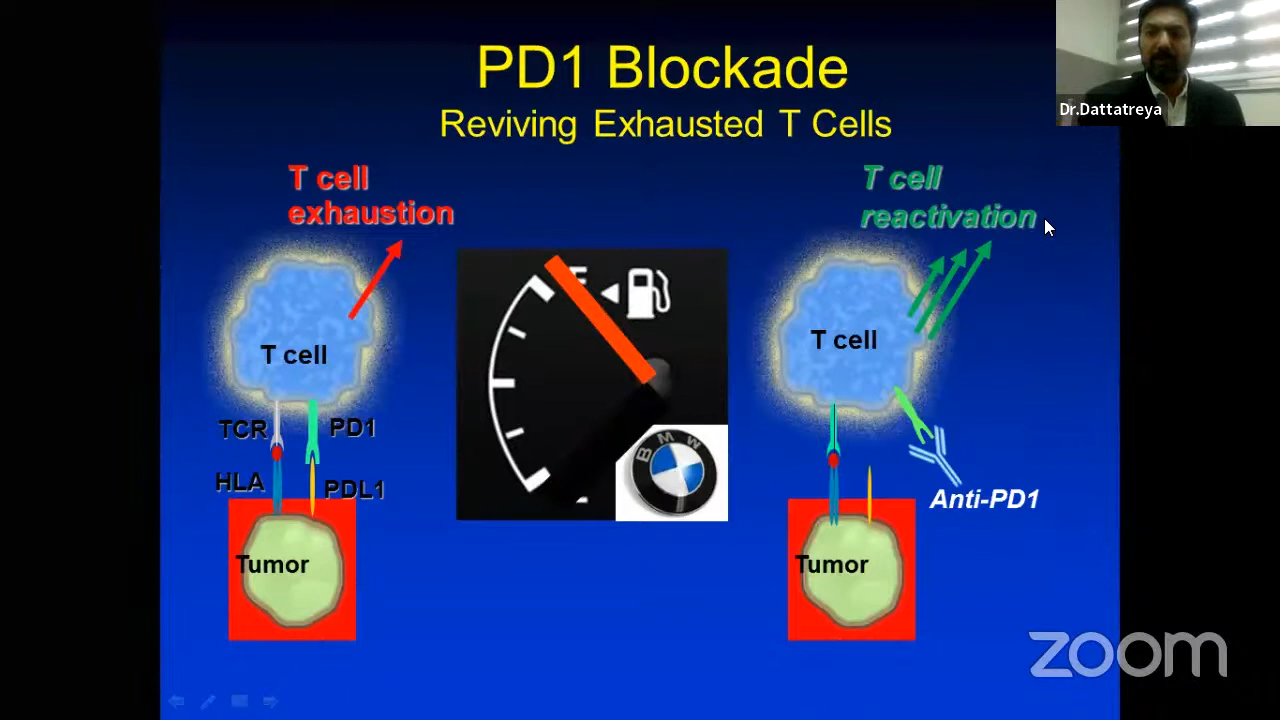 PD1 Blockade
Reviving Exhausted T Cells
Dr.Dattatreya
T cell
exhaustion
T cell
reactivation
T cell
T cell
TCR
PD1
HLA
PDL1
BMW
Anti-PD1
Tumor
Tumor
zoom